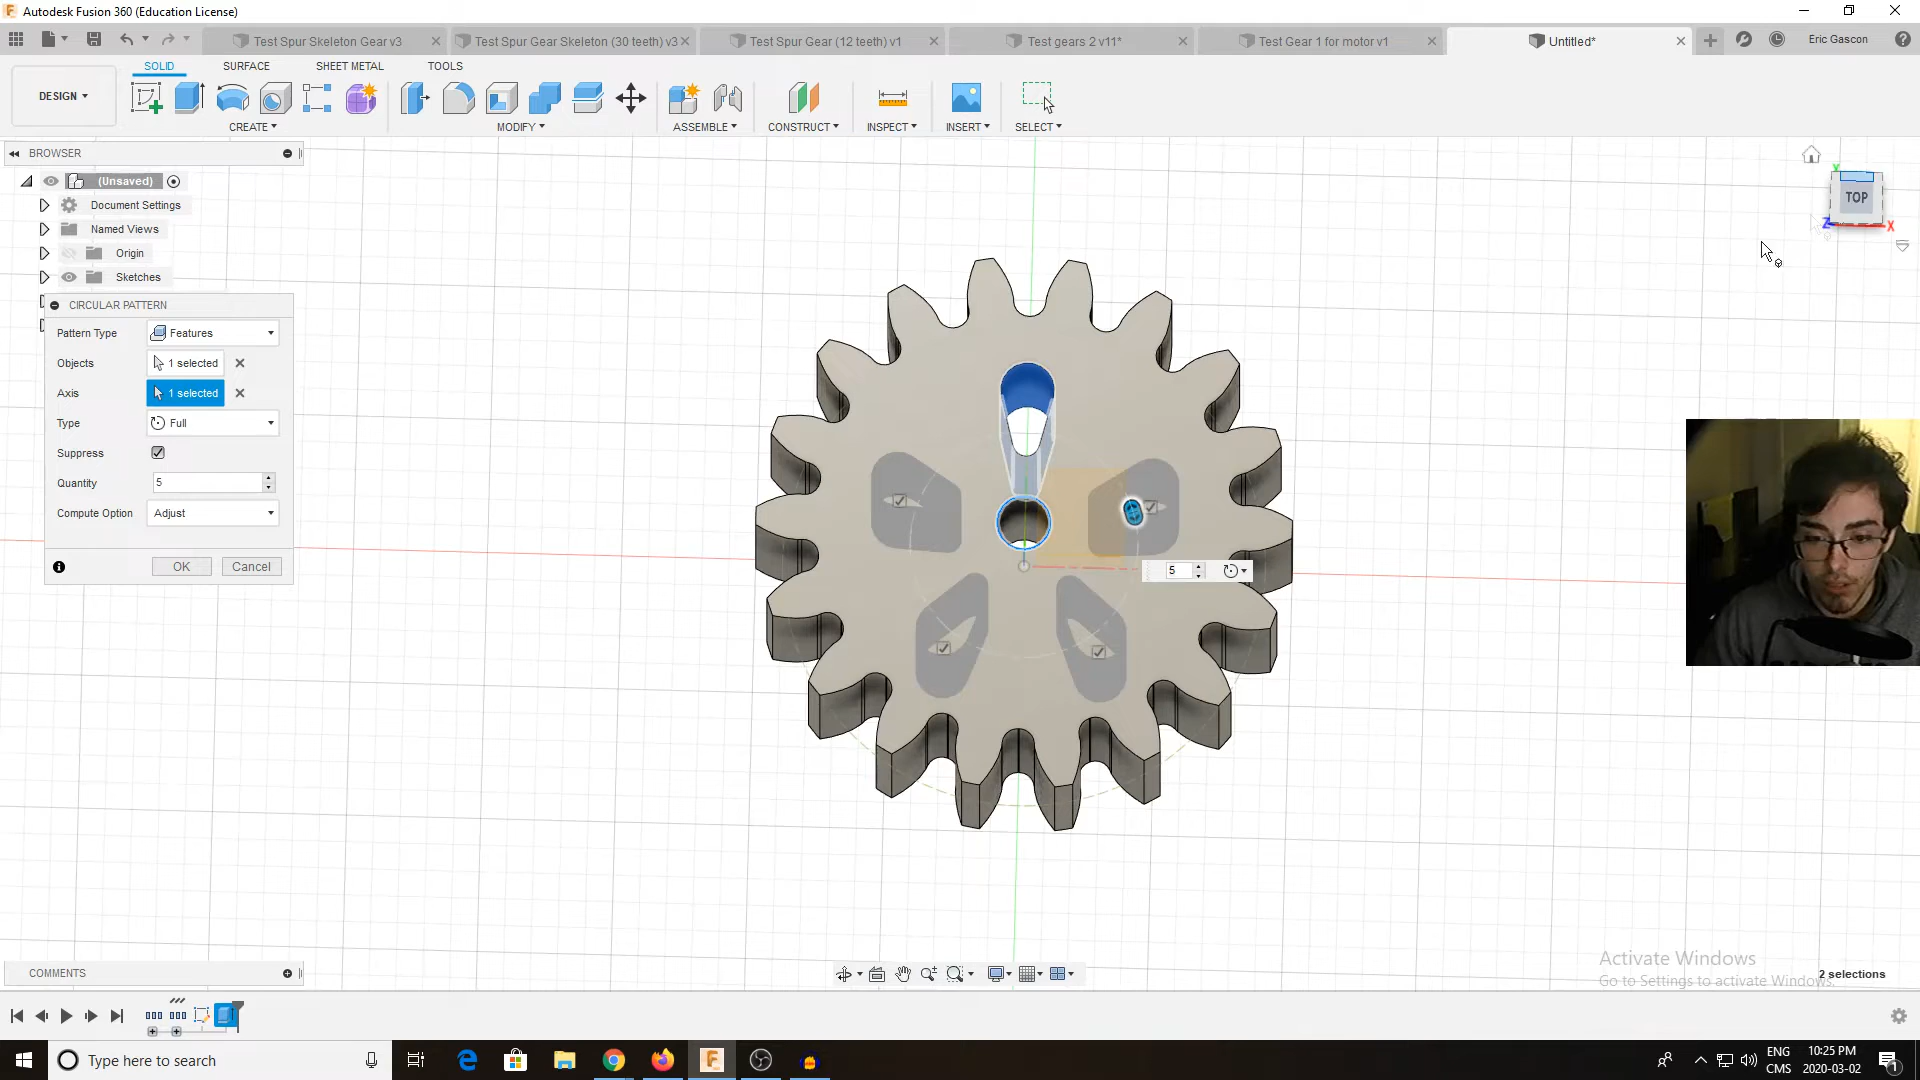 Autodesk Fusion 360 (Education License)
Test Spur Skeleton Gear v3
Test Spur Gear Skeleton (30 teeth) v3
Test Spur Gear (12 teeth) v1
Test gears 2 v11*
Test Gear 1 for motor v1
Untitled*
Eric Gascon
SOLID
SURFACE
SHEET METAL
TOOLS
DESIGN
CREATE
MODIFY
ASSEMBLE
CONSTRUCT
INSPECT
INSERT
SELECT
BROWSER
(Unsaved)
Document Settings
Named Views
Origin
Sketches
CIRCULAR PATTERN
Pattern Type Features
Objects 1 selected
Axis 1 selected
Type Full
Suppress
Quantity 5
Compute Option Adjust
OK Cancel
5
Y
TOP
Z
X
Activate Windows
Go to Settings to activate Windows.
2 selections
COMMENTS
Type here to search
ENG
CMS
10:25 PM
2020-03-02
1